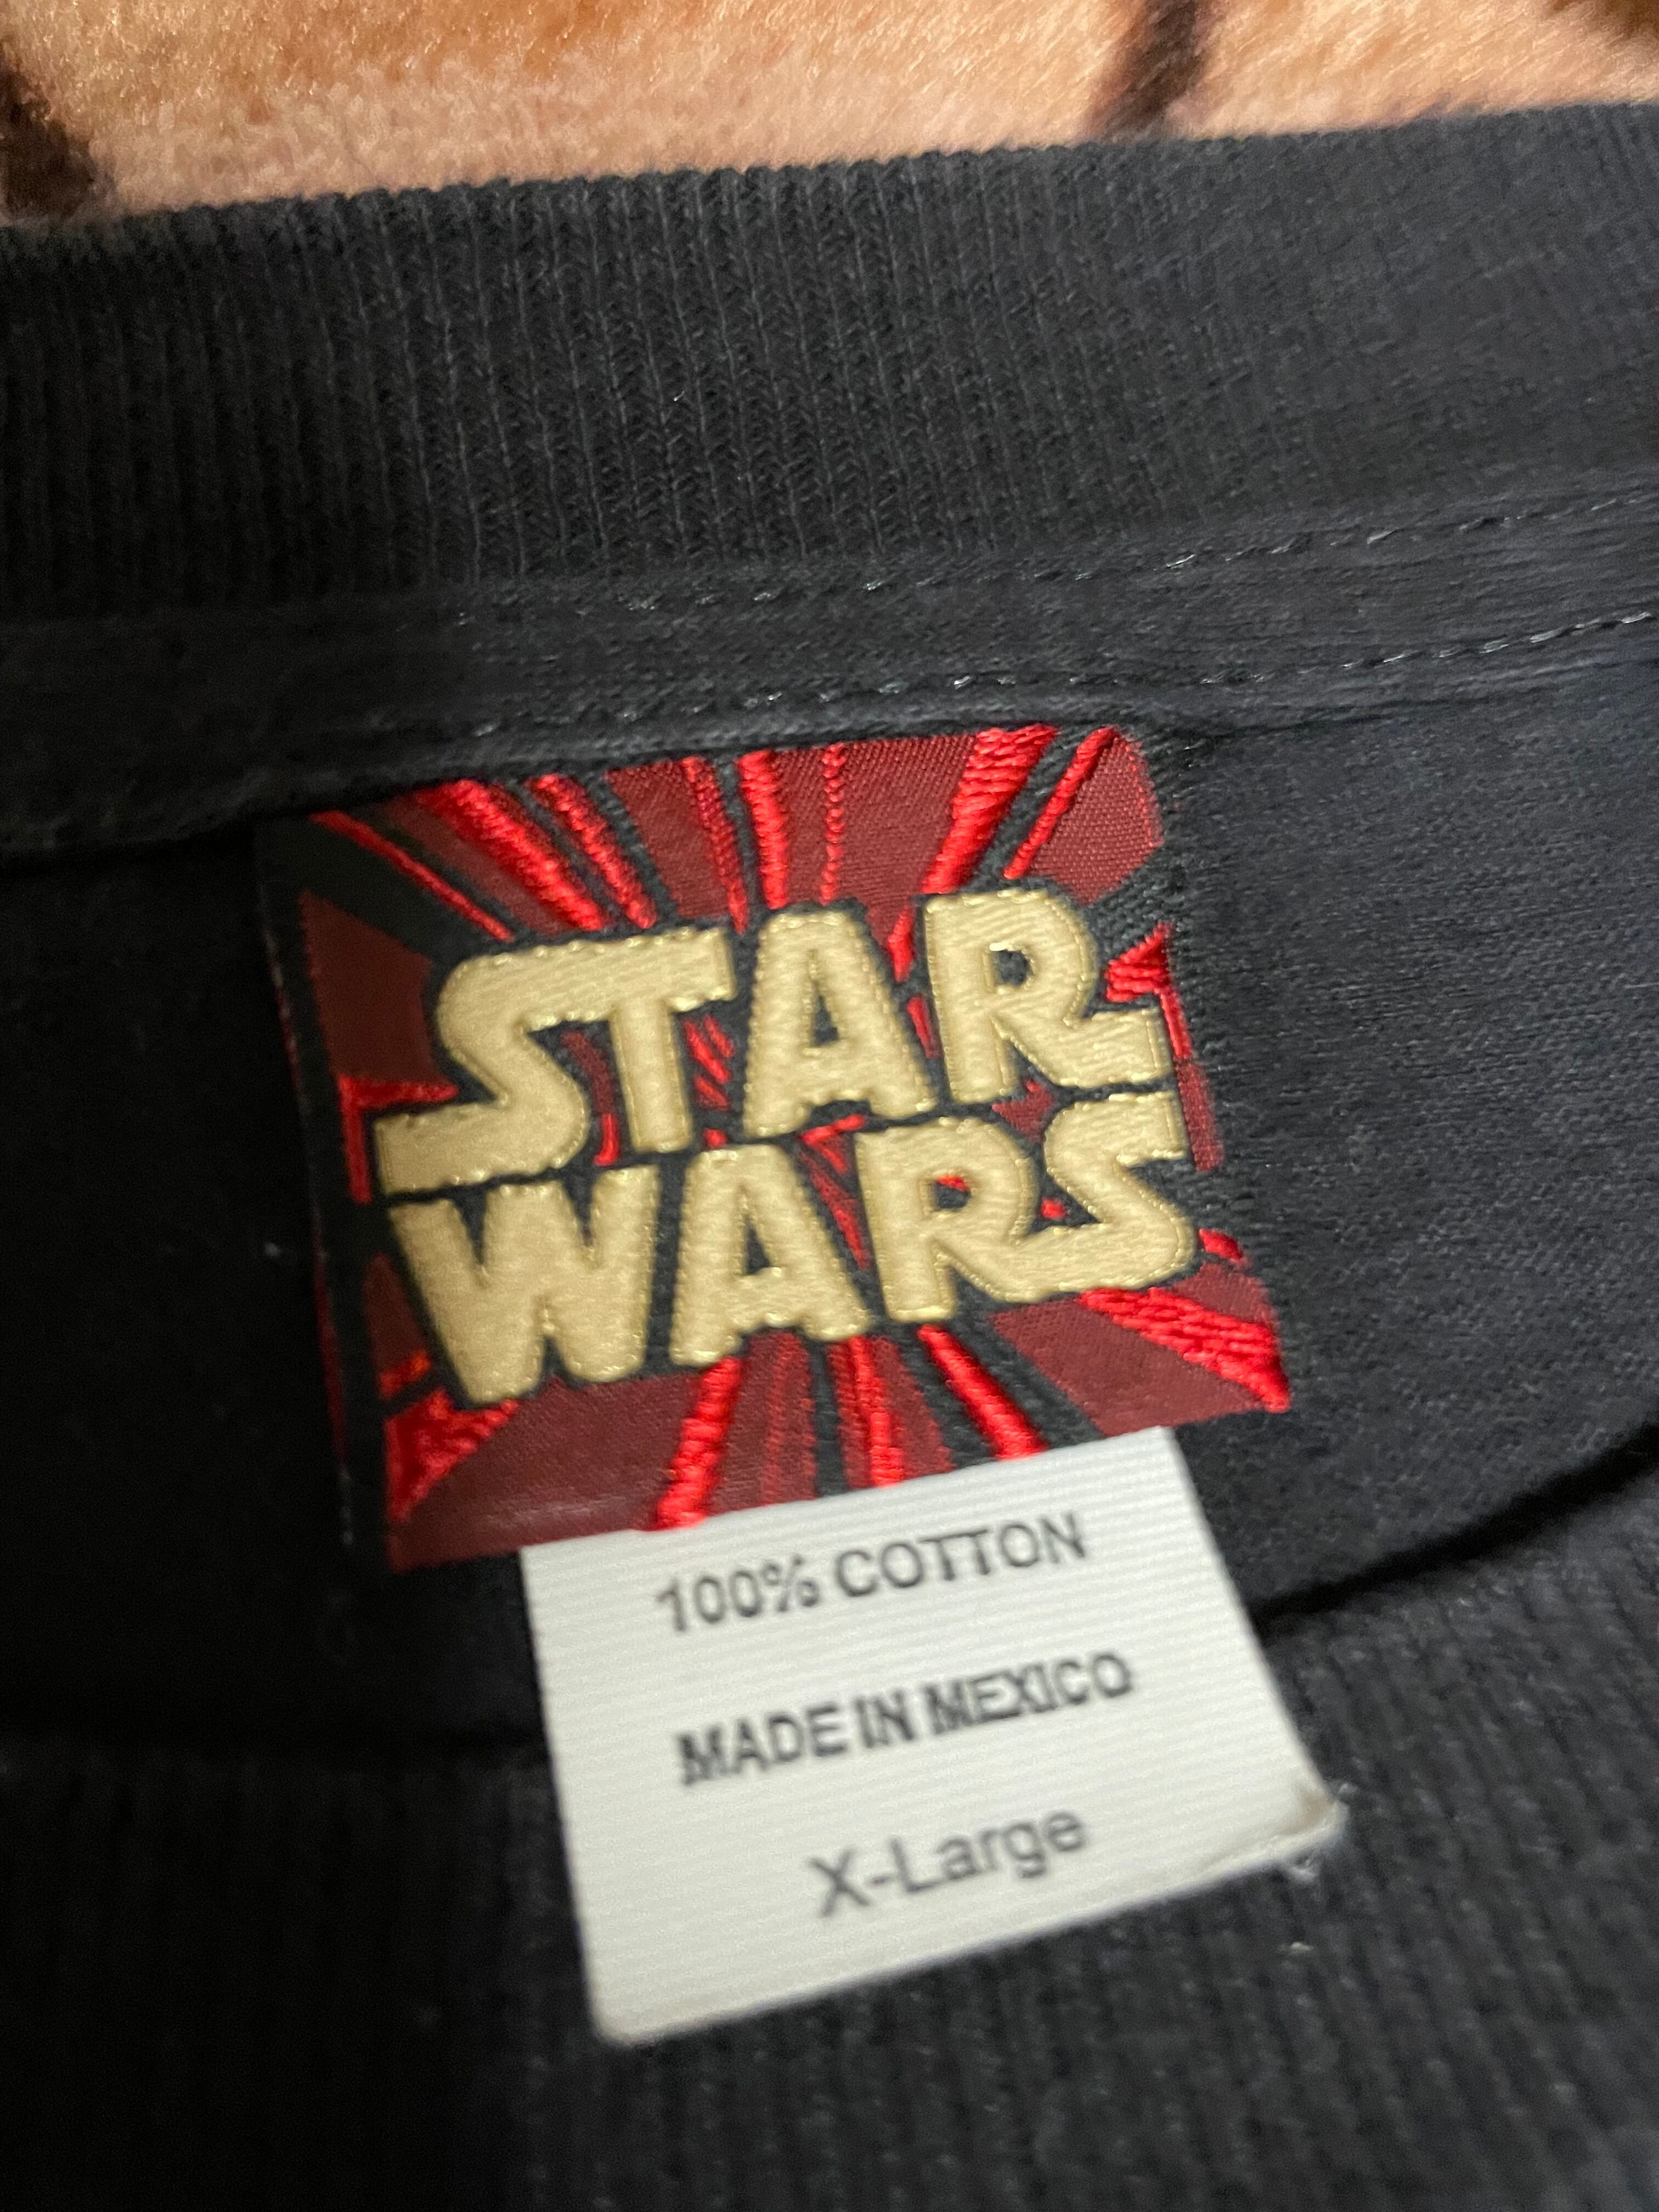 STAR
WARS
100% COTTON
MADE IN MEXICO
X-Large